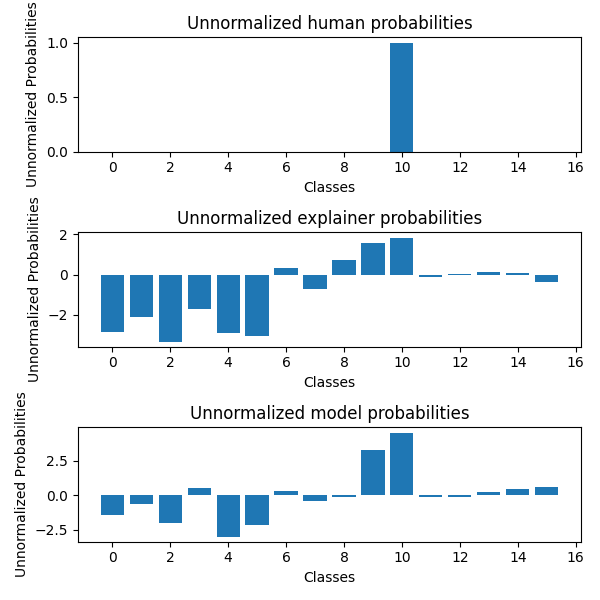 Unnormalized human probabilities
Unnormalized Probabilities
1.0
0.5
0.0
0 2 4 6 8 10 12 14 16
Classes
Unnormalized explainer probabilities
Unnormalized Probabilities
2
0
−2
0 2 4 6 8 10 12 14 16
Classes
Unnormalized model probabilities
Unnormalized Probabilities
2.5
0.0
−2.5
0 2 4 6 8 10 12 14 16
Classes